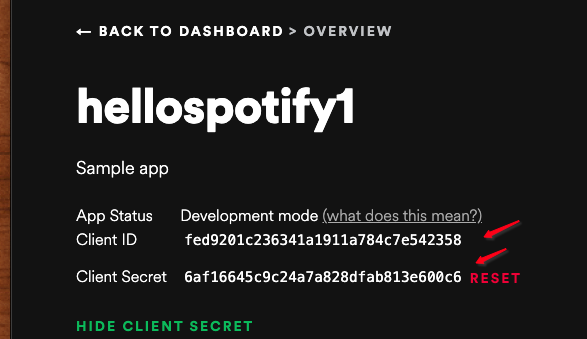 ← BACK TO DASHBOARD > OVERVIEW
hellospotify1
Sample app
App Status Development mode (what does this mean?)
Client ID fed9201c236341a1911a784c7e542358
Client Secret 6af16645c9c24a7a828dfab813e600c6 RESET
HIDE CLIENT SECRET